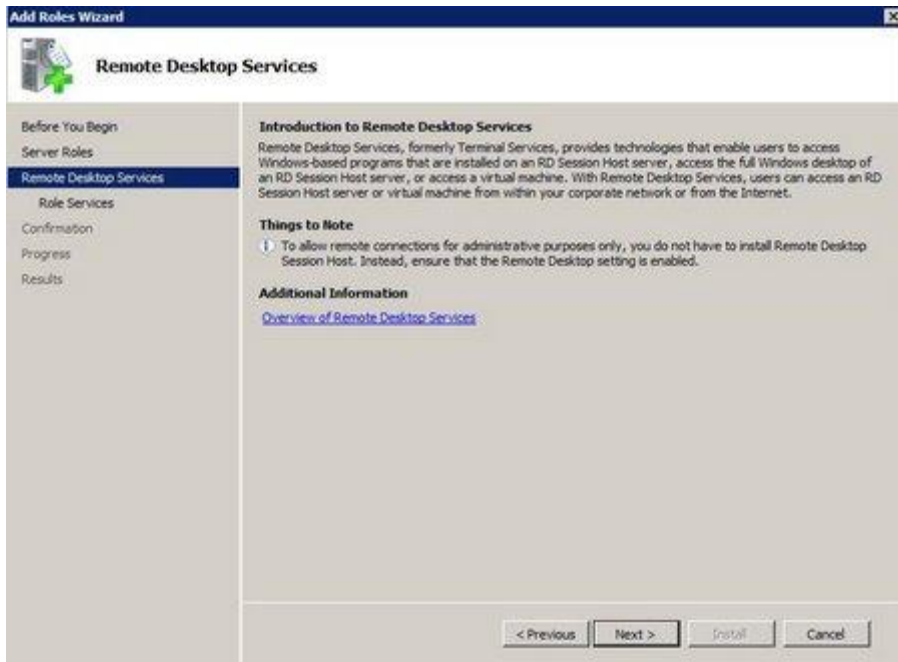 Add Roles Wizard
Remote Desktop Services
Before You Begin
Server Roles
Remote Desktop Services
Role Services
Confirmation
Progress
Results
Introduction to Remote Desktop Services
Remote Desktop Services, formerly Terminal Services, provides technologies that enable users to access
Windows-based programs that are installed on an RD Session Host server, access the full Windows desktop of
an RD Session Host server, or access a virtual machine. With Remote Desktop Services, users can access an RD
Session Host server or virtual machine from within your corporate network or from the Internet.
Things to Note
To allow remote connections for administrative purposes only, you do not have to install Remote Desktop
Session Host. Instead, ensure that the Remote Desktop setting is enabled.
Additional Information
Overview of Remote Desktop Services
< Previous
Next >
Install
Cancel